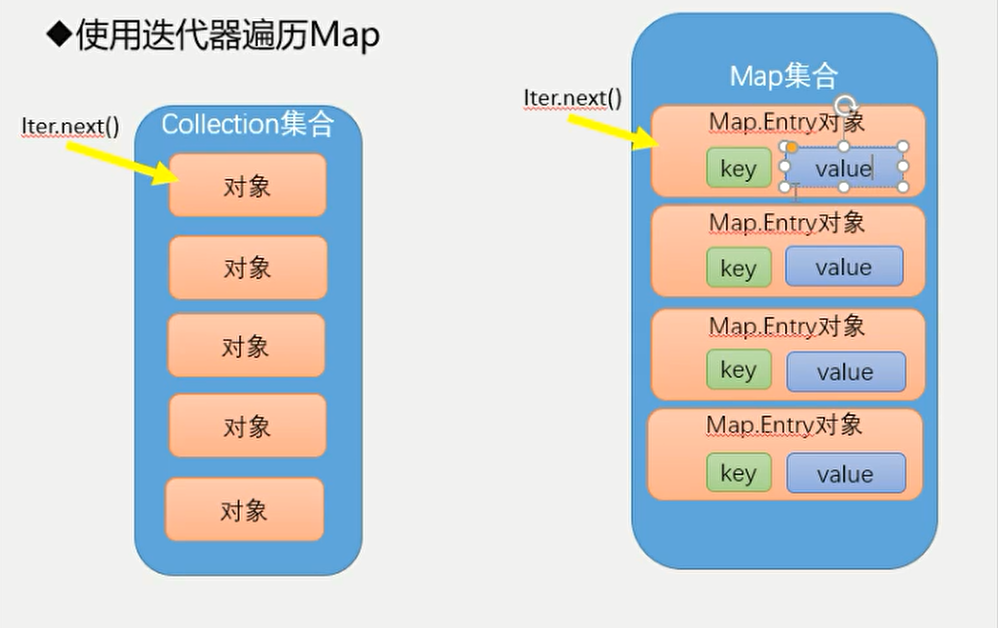 ◆使用迭代器遍历Map
Iter.next()
Collection集合
对象
对象
对象
对象
对象
Iter.next()
Map集合
Map.Entry对象
key
value
Map.Entry对象
key
value
Map.Entry对象
key
value
Map.Entry对象
key
value